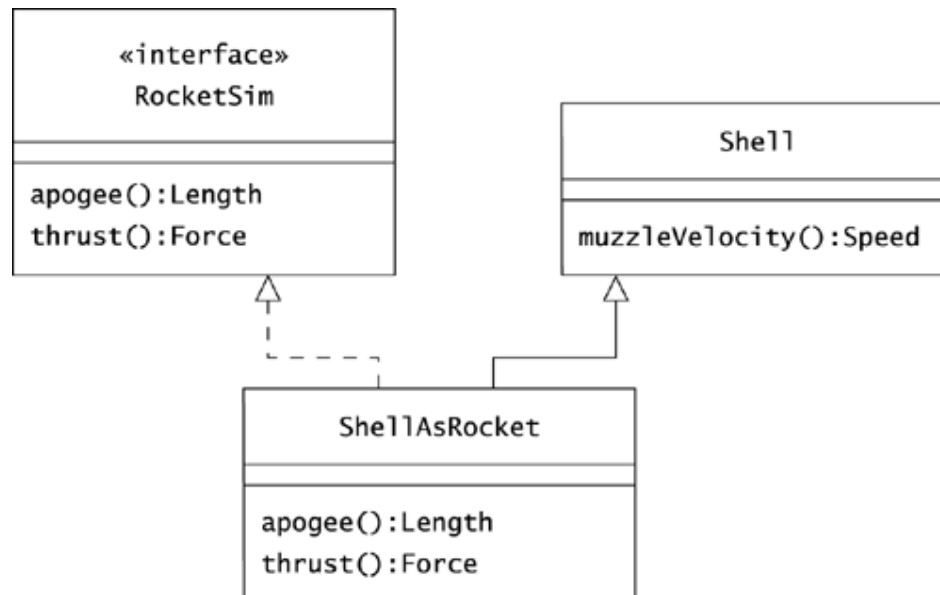 «interface»
RocketSim
apogee():Length
thrust():Force
Shell
muzzleVelocity():Speed
ShellAsRocket
apogee():Length
thrust():Force